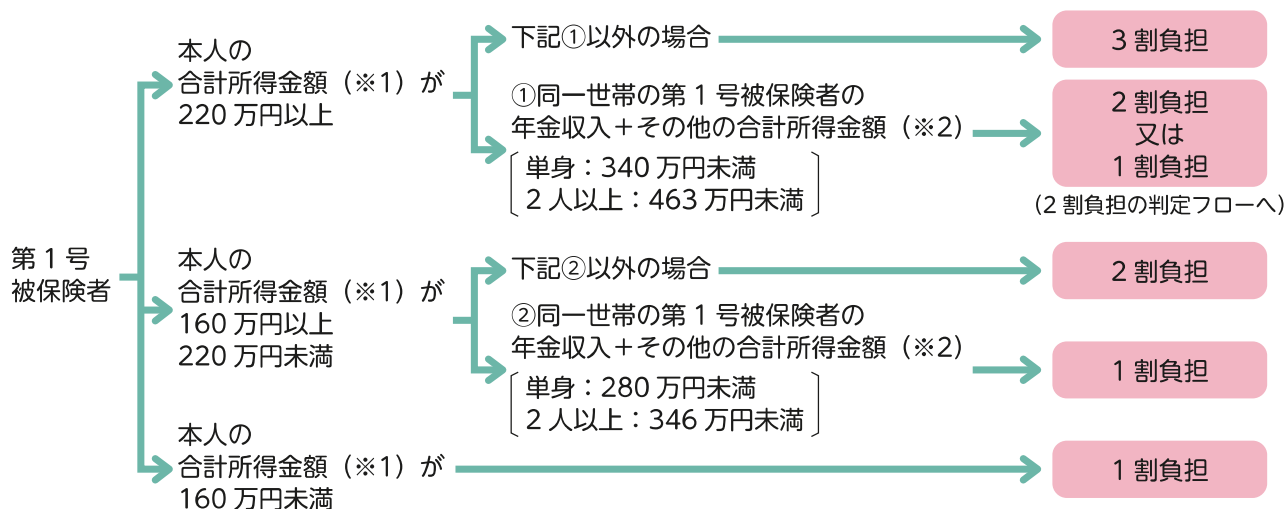 第1号
被保険者
本人の
合計所得金額（※1）が
220万円以上
下記①以外の場合
3割負担
①同一世帯の第1号被保険者の
年金収入＋その他の合計所得金額（※2）
単身：340万円未満
2人以上：463万円未満
2割負担
又は
1割負担
（2割負担の判定フローへ）
本人の
合計所得金額（※1）が
160万円以上
220万円未満
下記②以外の場合
2割負担
②同一世帯の第1号被保険者の
年金収入＋その他の合計所得金額（※2）
単身：280万円未満
2人以上：346万円未満
1割負担
本人の
合計所得金額（※1）が
160万円未満
1割負担